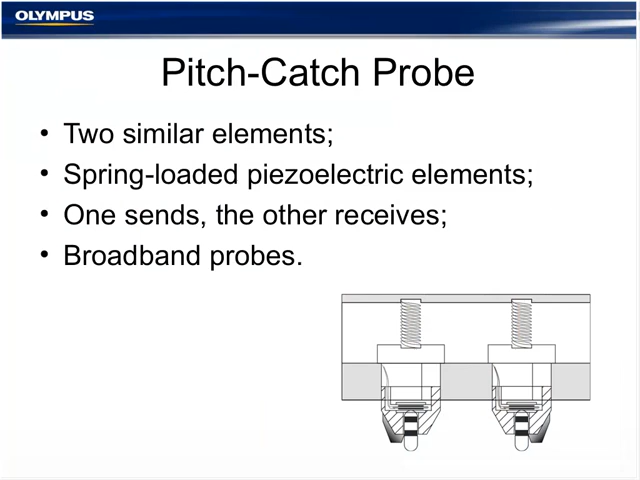 OLYMPUS
Pitch-Catch Probe
• Two similar elements;
• Spring-loaded piezoelectric elements;
• One sends, the other receives;
• Broadband probes.